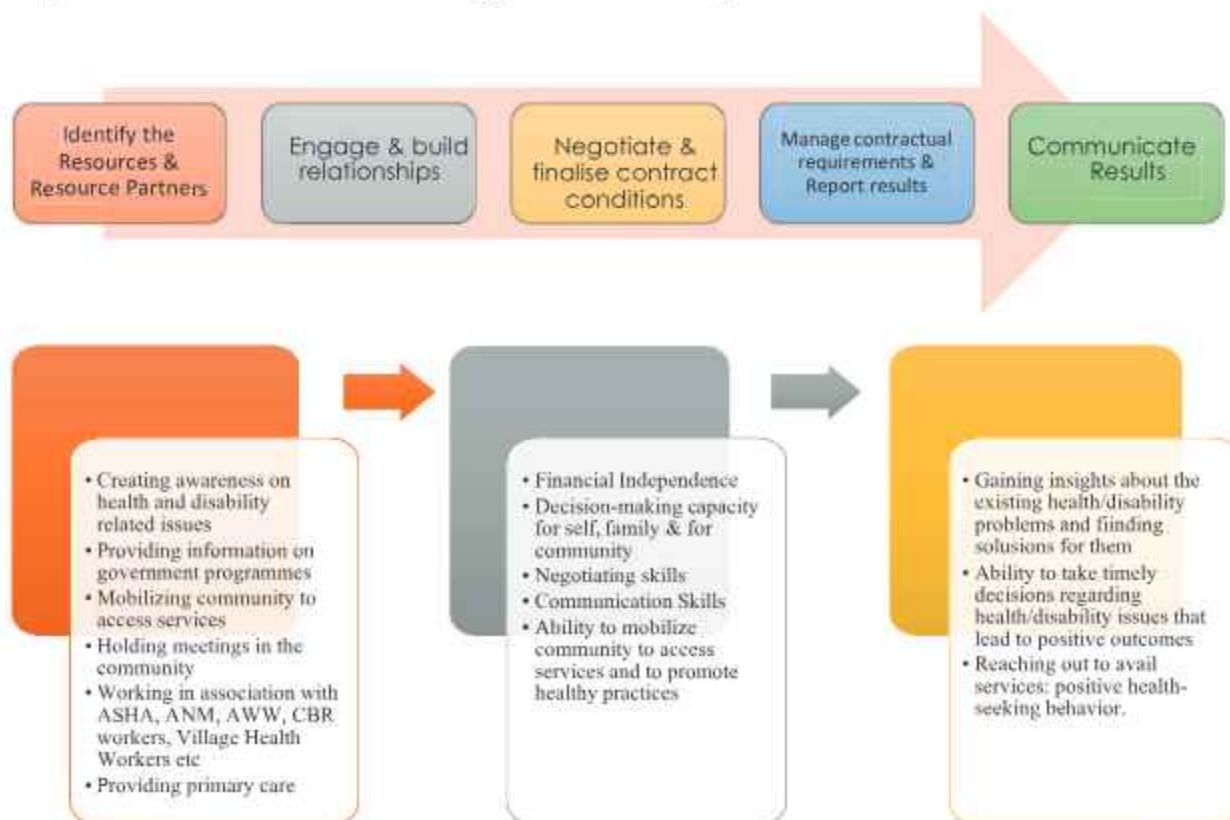 Identify the
Resources &
Resource Partners
Engage & build
relationships
Negotiate &
finalise contract
conditions
Manage contractual
requirements &
Report results
Communicate
Results
• Creating awareness on
health and disability
related issues
• Providing information on
government programmes
• Mobilizing community to
access services
• Holding meetings in the
community
• Working in association with
ASHA, ANM, AWW, CBR
workers, Village Health
Workers etc
• Providing primary care
• Financial Independence
• Decision-making capacity
for self, family & for
community
• Negotiating skills
• Communication Skills
• Ability to mobilize
community to access
services and to promote
healthy practices
• Gaining insights about the
existing health/disability
problems and fiinding
solusions for them
• Ability to take timely
decisions regarding
health/disability issues that
lead to positive outcomes
• Reaching out to avail
services: positive health-
seeking behavior.